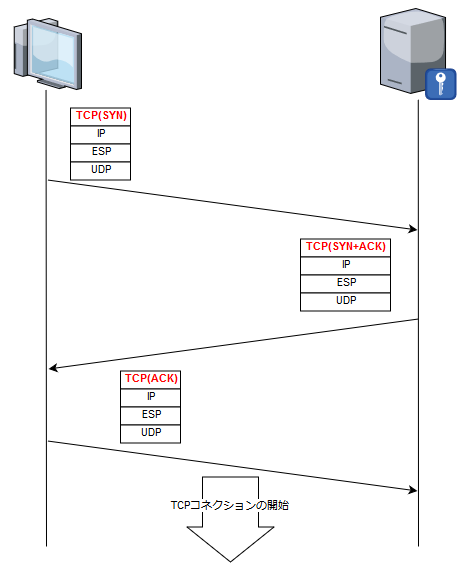 TCP(SYN)
IP
ESP
UDP
TCP(SYN+ACK)
IP
ESP
UDP
TCP(ACK)
IP
ESP
UDP
TCPコネクションの開始